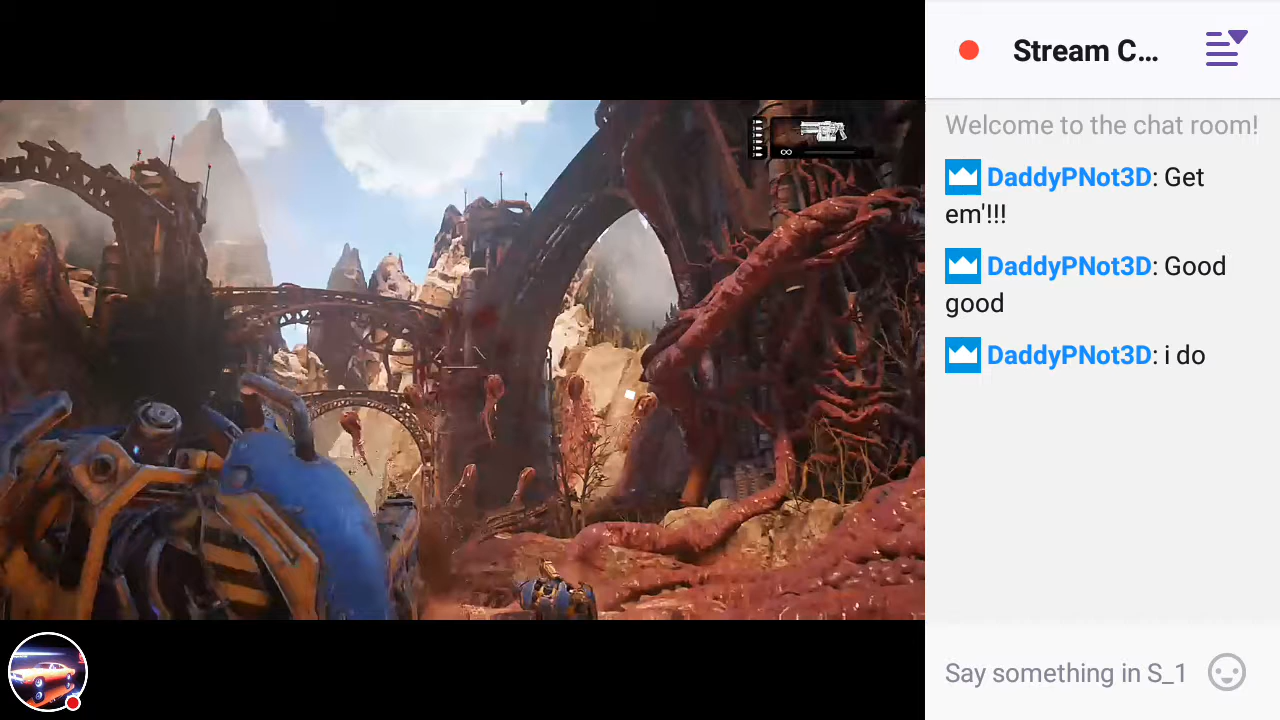 Stream C...
Welcome to the chat room!
DaddyPNot3D: Get
em'!!!
DaddyPNot3D: Good
good
DaddyPNot3D: i do
Say something in S_1
∞